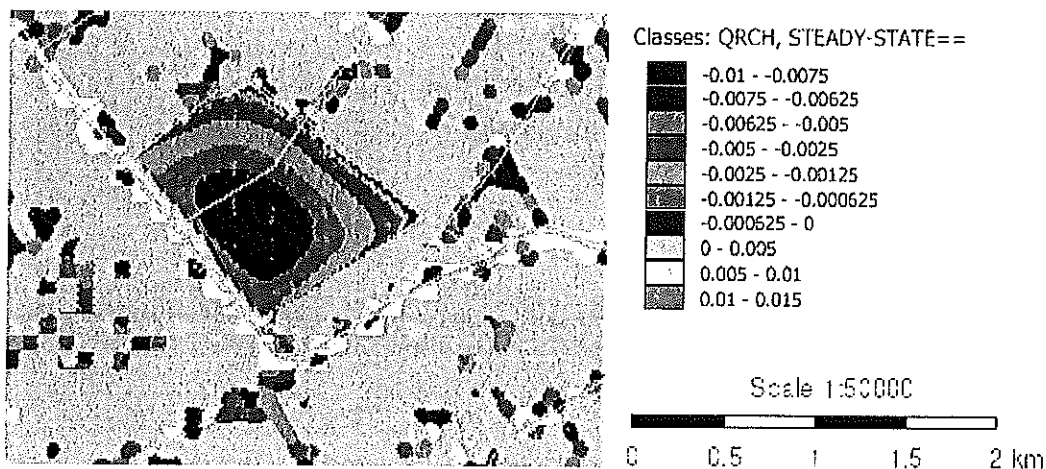 Classes: QRCH, STEADY-STATE==
-0.01 - -0.0075
-0.0075 - -0.00625
-0.00625 - -0.005
-0.005 - -0.0025
-0.0025 - -0.00125
-0.00125 - -0.000625
-0.000625 - 0
0 - 0.005
0.005 - 0.01
0.01 - 0.015
Scale 1:50000
0 0.5 1 1.5 2 km